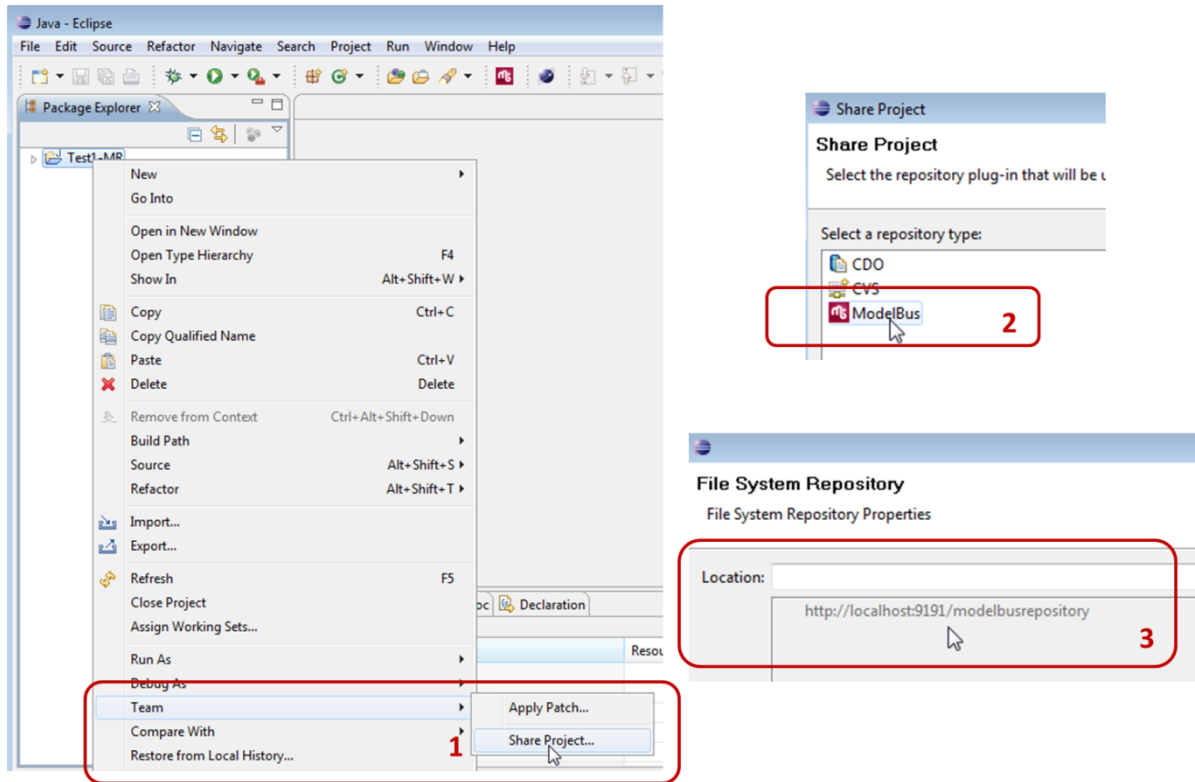 Java - Eclipse
File Edit Source Refactor Navigate Search Project Run Window Help
Package Explorer
Test1-MR
New
Go Into
Open in New Window
Open Type Hierarchy F4
Show In Alt+Shift+W
Copy Ctrl+C
Copy Qualified Name
Paste Ctrl+V
Delete Delete
Remove from Context Ctrl+Alt+Shift+Down
Build Path
Source Alt+Shift+S
Refactor Alt+Shift+T
Import...
Export...
Refresh F5
Close Project
Assign Working Sets...
Run As
Debug As
Team
Compare With
Restore from Local History...
1
Apply Patch...
Share Project...
Declaration
Share Project
Share Project
Select the repository plug-in that will be
Select a repository type:
CDO
CVS
ModelBus
2
File System Repository
File System Repository Properties
Location:
http://localhost:9191/modelbusrepository
3